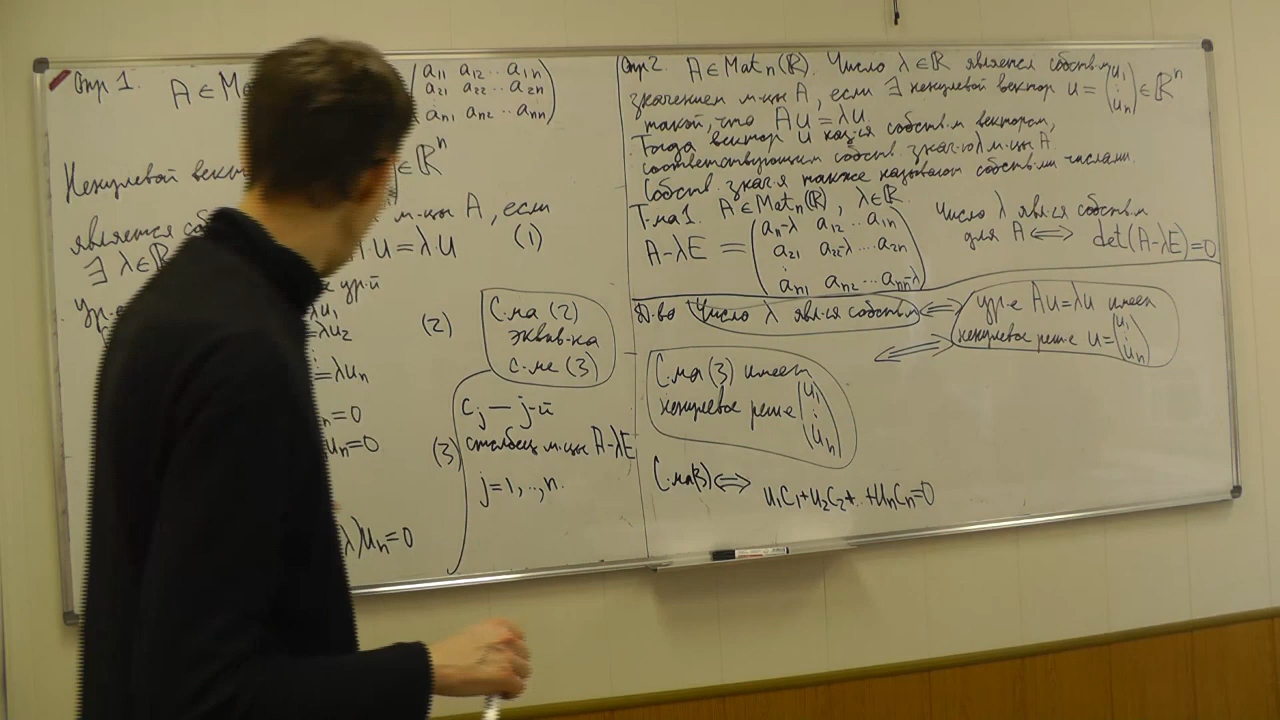 Опр 1. A ∈ Me
a₁₁ a₁₂ ... a₁ₙ
a₂₁ a₂₂ ... a₂ₙ
aₙ₁ aₙ₂ ... aₙₙ
Ненулевой век
∈ ℝⁿ
является со
м-цы A, если
∃ λ ∈ ℝ
u = λu (1)
ур-й
λu₁
=λu₂ (2)
=λuₙ
ₙ=0
uₙ=0 (3)
λ)uₙ=0
С-ма (2)
эквив-на
с-ме (3)
Cⱼ — j-й
столбец м-цы A-λE
j=1,..,n.
Опр 2. A ∈ Matₙ(ℝ). Число λ∈ℝ является собств-м
значением м-цы A, если ∃ ненулевой вектор u = (u₁ ⋮ uₙ) ∈ ℝⁿ
такой, что Au = λu.
Тогда вектор u наз-ся собств-м вектором,
соответствующим собств. знач-ю λ м-цы A.
Собств. знач-я также называют собств-ми числами.
Т-ма 1. A∈Matₙ(ℝ), λ∈ℝ.
A-λE =
a₁₁-λ a₁₂ ... a₁ₙ
a₂₁ a₂₂-λ ... a₂ₙ
⋮
aₙ₁ aₙ₂ ... aₙₙ-λ
Число λ явл-ся собств-м
для A ⟺ det(A-λE)=0
Д-во Число λ явл-ся собств-м ⟺ ур-е Au=λu имеет
ненулевое реш-е u=(u₁ ⋮ uₙ)
⟺
С-ма (3) имеет
ненулевое реш-е (u₁ ⋮ uₙ)
С-ма(3) ⟺ u₁C₁+u₂C₂+...+uₙCₙ=0